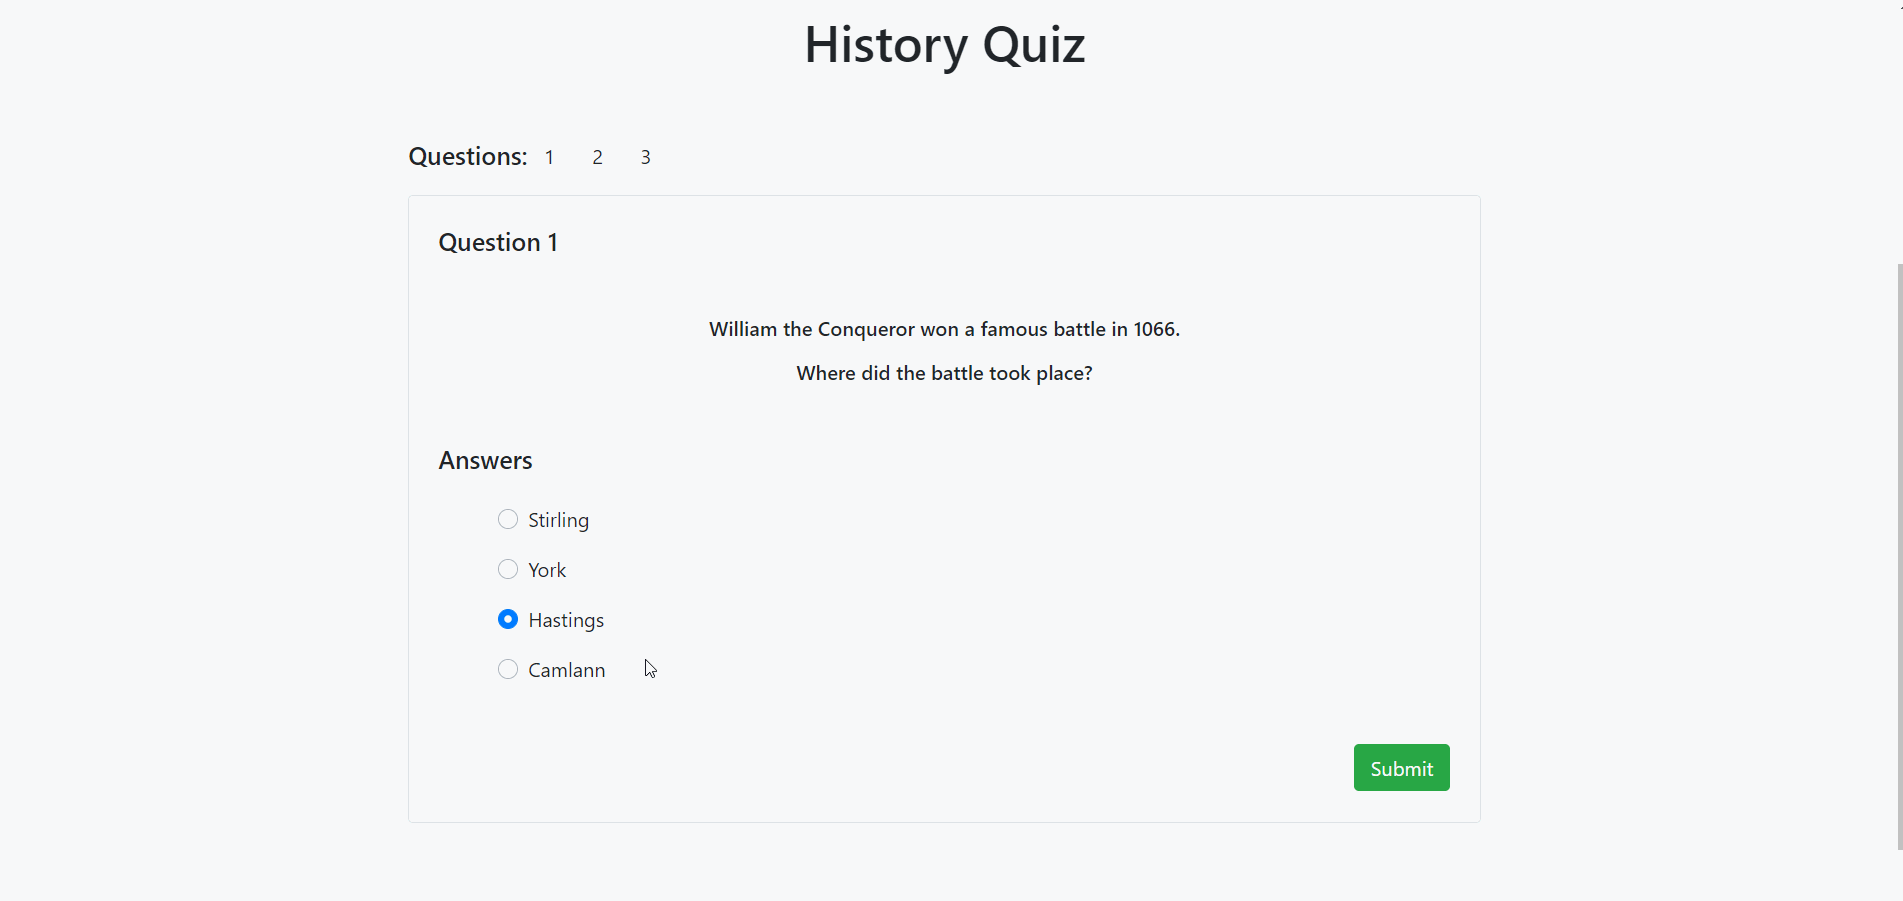 History Quiz
Questions: 1 2 3
Question 1
William the Conqueror won a famous battle in 1066.
Where did the battle took place?
Answers
Stirling
York
Hastings
Camlann
Submit